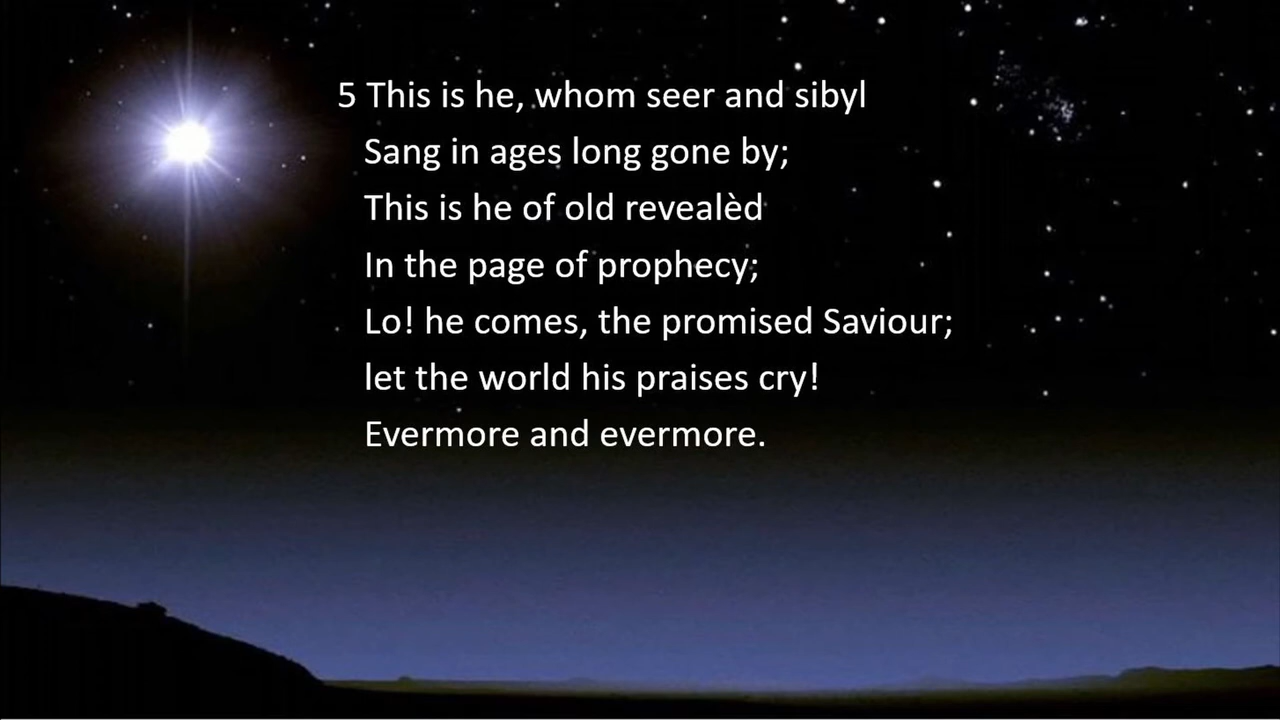 5 This is he, whom seer and sibyl
Sang in ages long gone by;
This is he of old revealèd
In the page of prophecy;
Lo! he comes, the promised Saviour;
let the world his praises cry!
Evermore and evermore.